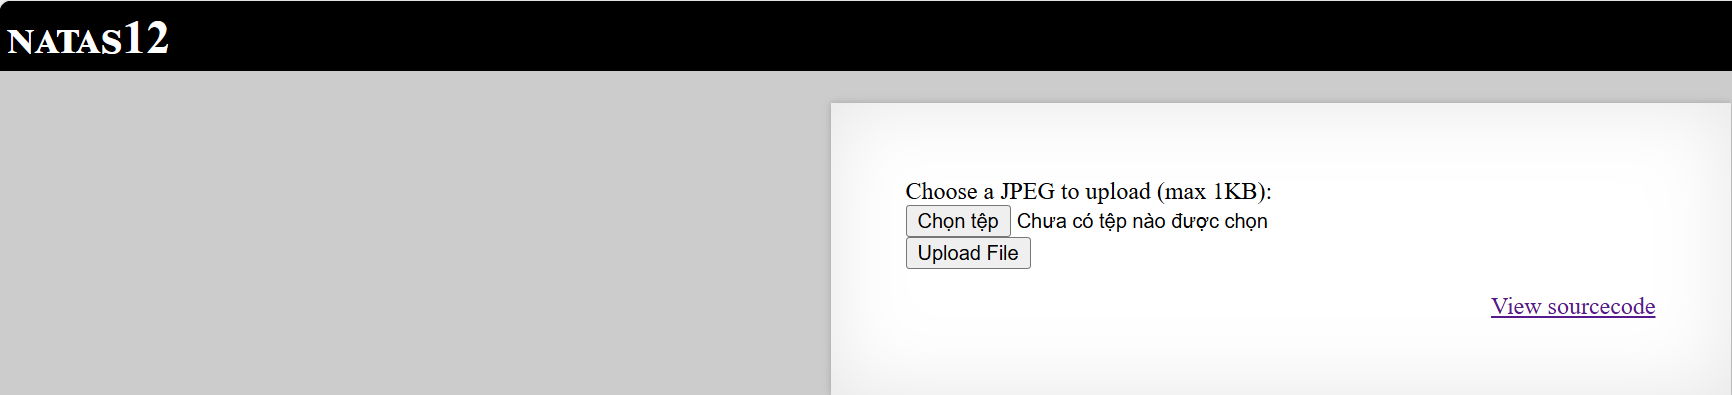 NATAS12
Choose a JPEG to upload (max 1KB):
Chọn tệp Chưa có tệp nào được chọn
Upload File
View sourcecode